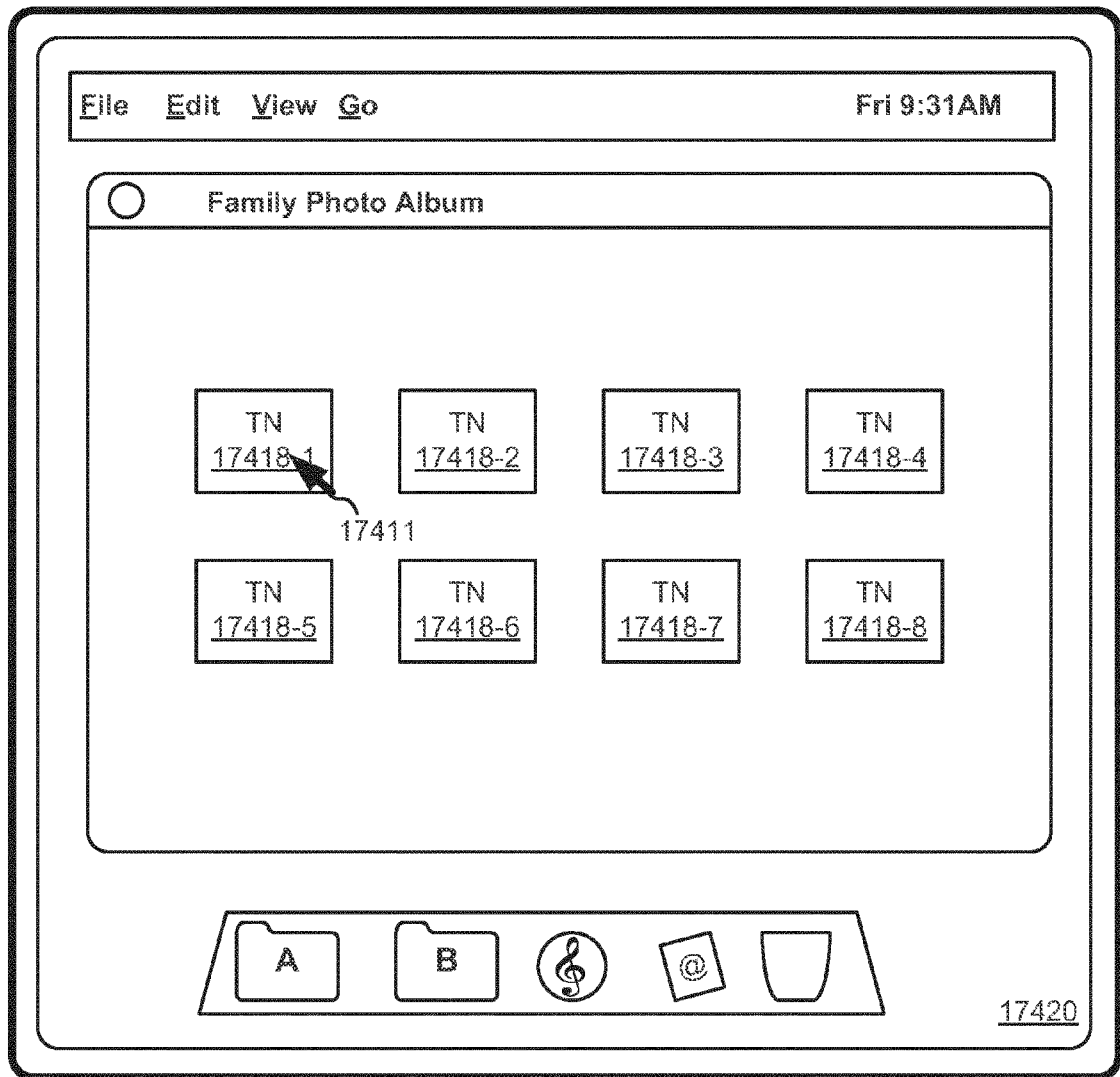 File Edit View Go Fri 9:31AM
Family Photo Album
TN TN TN TN
17418-1 17418-2 17418-3 17418-4
17411
TN TN TN TN
17418-5 17418-6 17418-7 17418-8
A B @
17420